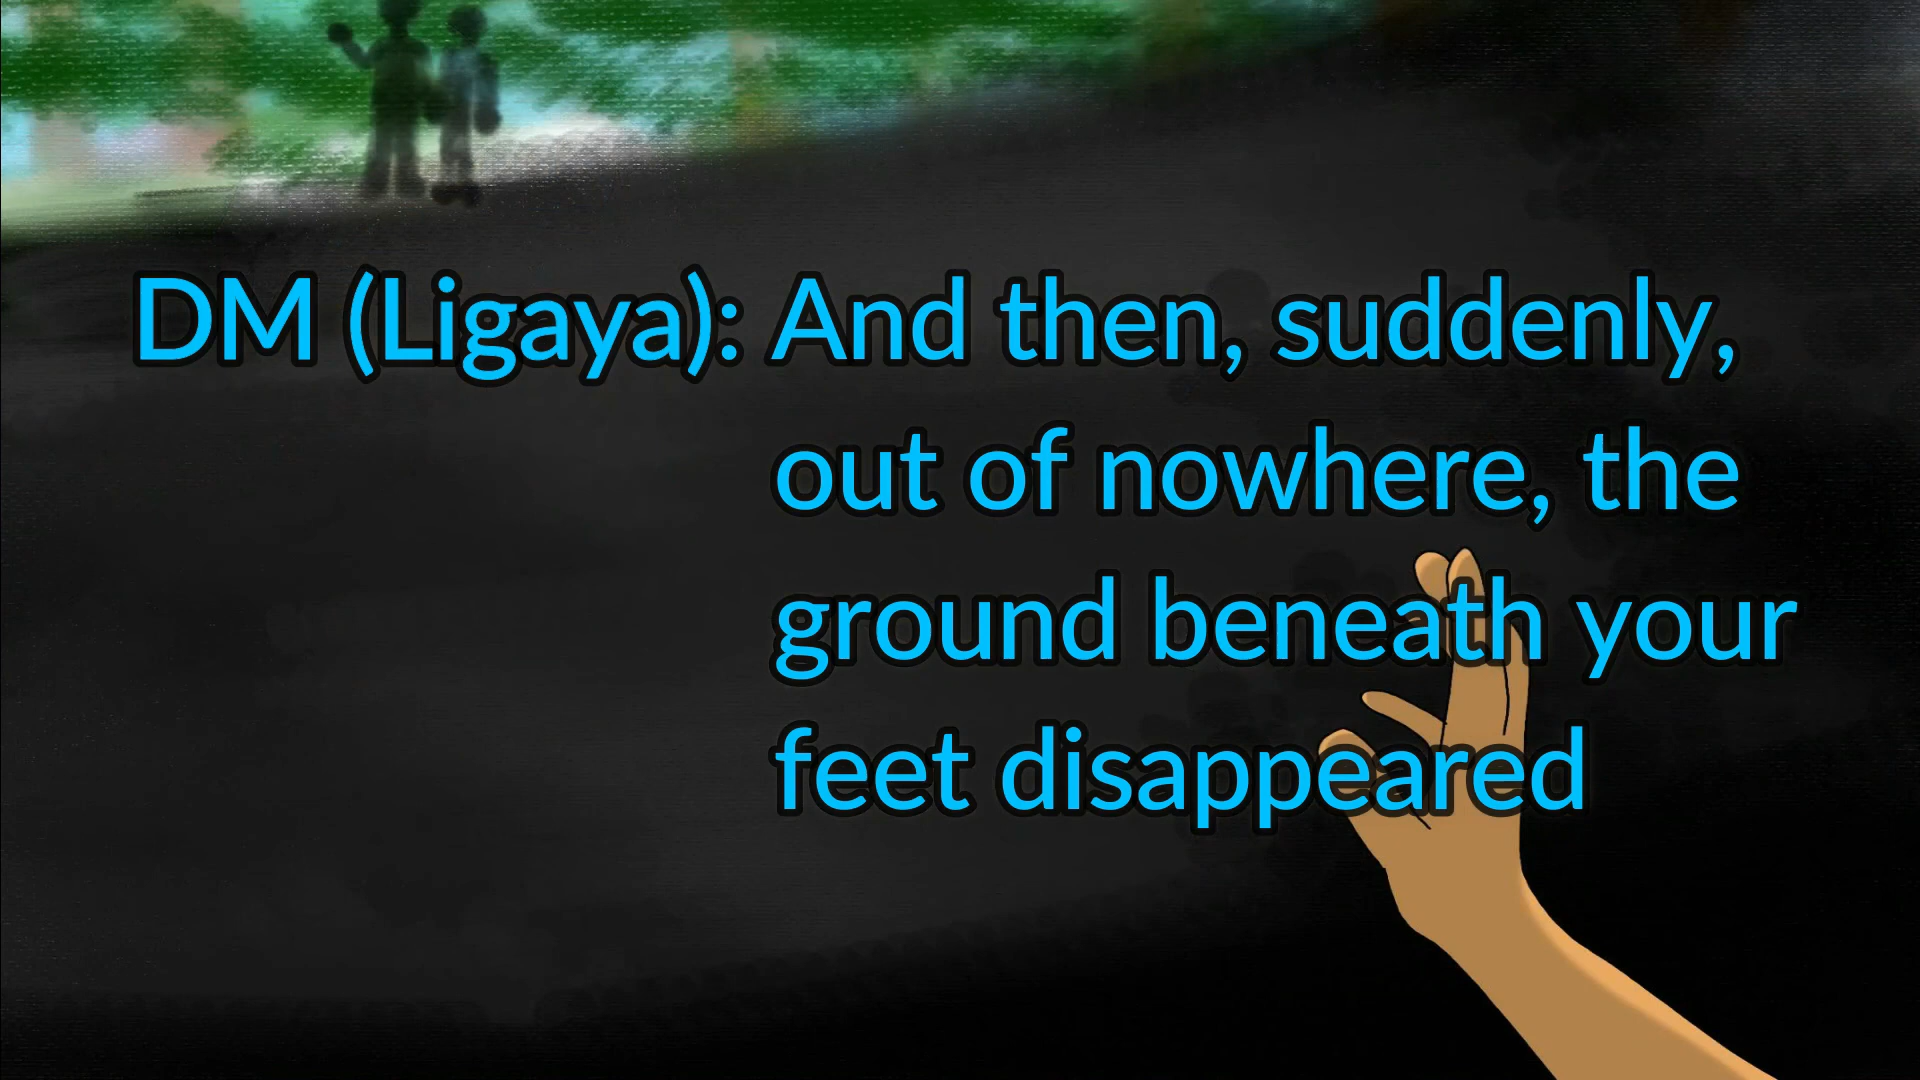 DM (Ligaya): And then, suddenly,
out of nowhere, the
ground beneath your
feet disappeared